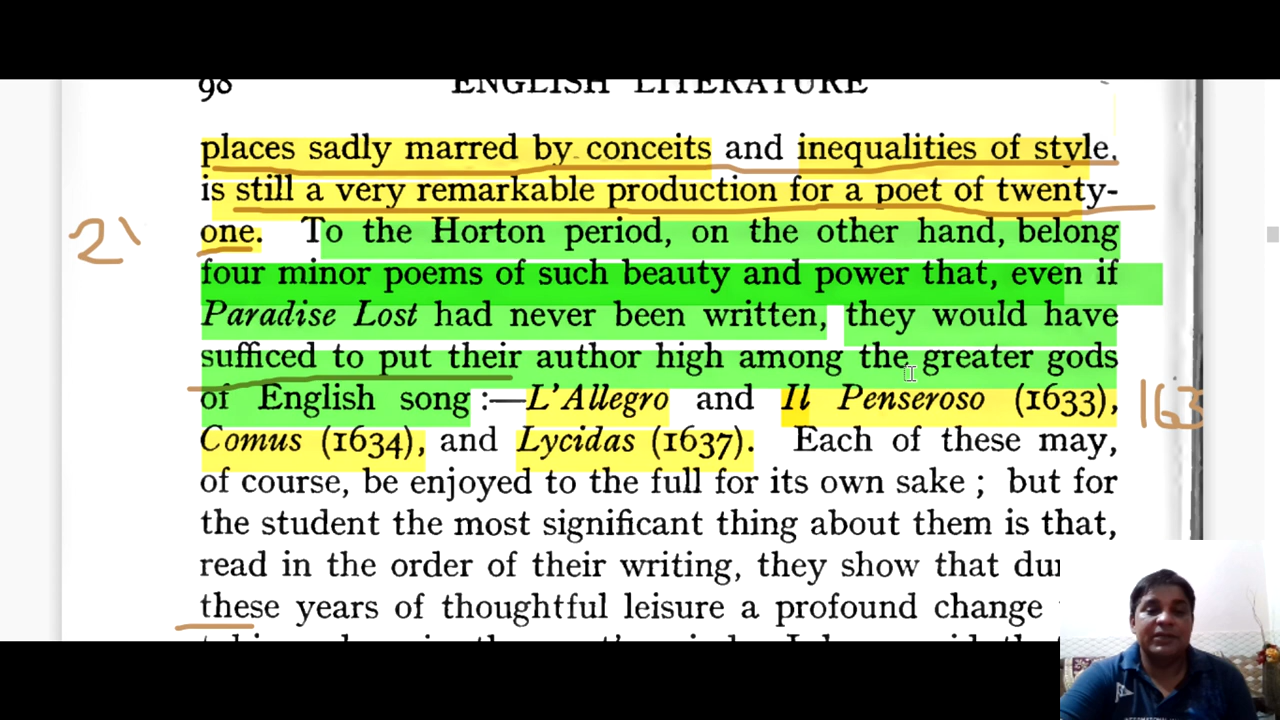 98 ENGLISH LITERATURE
places sadly marred by conceits and inequalities of style,
is still a very remarkable production for a poet of twenty-
one. To the Horton period, on the other hand, belong
21
four minor poems of such beauty and power that, even if
Paradise Lost had never been written, they would have
sufficed to put their author high among the greater gods
of English song :—L'Allegro and Il Penseroso (1633),
163
Comus (1634), and Lycidas (1637). Each of these may,
of course, be enjoyed to the full for its own sake ; but for
the student the most significant thing about them is that,
read in the order of their writing, they show that du
these years of thoughtful leisure a profound change